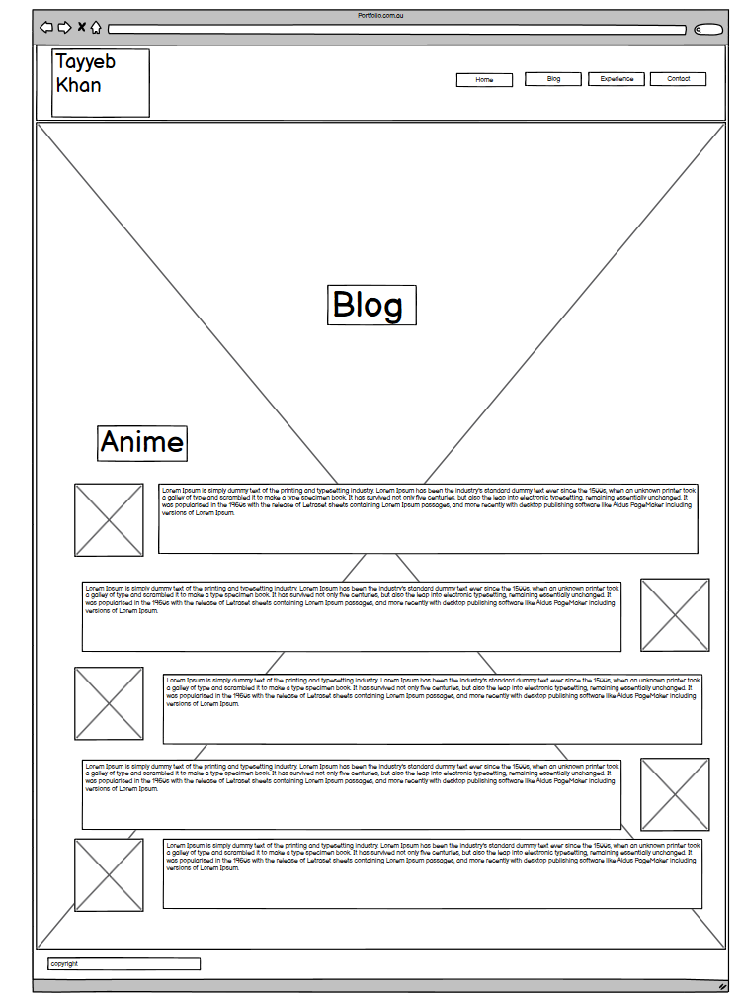 Portfolio.com.au
Tayyeb
Khan
Home
Blog
Experience
Contact
Blog
Anime
Lorem Ipsum is simply dummy text of the printing and typesetting industry. Lorem Ipsum has been the industry's standard dummy text ever since the 1500s, when an unknown printer took
a galley of type and scrambled it to make a type specimen book. It has survived not only five centuries, but also the leap into electronic typesetting, remaining essentially unchanged. It
was popularised in the 1960s with the release of Letraset sheets containing Lorem Ipsum passages, and more recently with desktop publishing software like Aldus PageMaker including
versions of Lorem Ipsum.
Lorem Ipsum is simply dummy text of the printing and typesetting industry. Lorem Ipsum has been the industry's standard dummy text ever since the 1500s, when an unknown printer took
a galley of type and scrambled it to make a type specimen book. It has survived not only five centuries, but also the leap into electronic typesetting, remaining essentially unchanged. It
was popularised in the 1960s with the release of Letraset sheets containing Lorem Ipsum passages, and more recently with desktop publishing software like Aldus PageMaker including
versions of Lorem Ipsum.
Lorem Ipsum is simply dummy text of the printing and typesetting industry. Lorem Ipsum has been the industry's standard dummy text ever since the 1500s, when an unknown printer took
a galley of type and scrambled it to make a type specimen book. It has survived not only five centuries, but also the leap into electronic typesetting, remaining essentially unchanged. It
was popularised in the 1960s with the release of Letraset sheets containing Lorem Ipsum passages, and more recently with desktop publishing software like Aldus PageMaker including
versions of Lorem Ipsum.
Lorem Ipsum is simply dummy text of the printing and typesetting industry. Lorem Ipsum has been the industry's standard dummy text ever since the 1500s, when an unknown printer took
a galley of type and scrambled it to make a type specimen book. It has survived not only five centuries, but also the leap into electronic typesetting, remaining essentially unchanged. It
was popularised in the 1960s with the release of Letraset sheets containing Lorem Ipsum passages, and more recently with desktop publishing software like Aldus PageMaker including
versions of Lorem Ipsum.
Lorem Ipsum is simply dummy text of the printing and typesetting industry. Lorem Ipsum has been the industry's standard dummy text ever since the 1500s, when an unknown printer took
a galley of type and scrambled it to make a type specimen book. It has survived not only five centuries, but also the leap into electronic typesetting, remaining essentially unchanged. It
was popularised in the 1960s with the release of Letraset sheets containing Lorem Ipsum passages, and more recently with desktop publishing software like Aldus PageMaker including
versions of Lorem Ipsum.
copyright